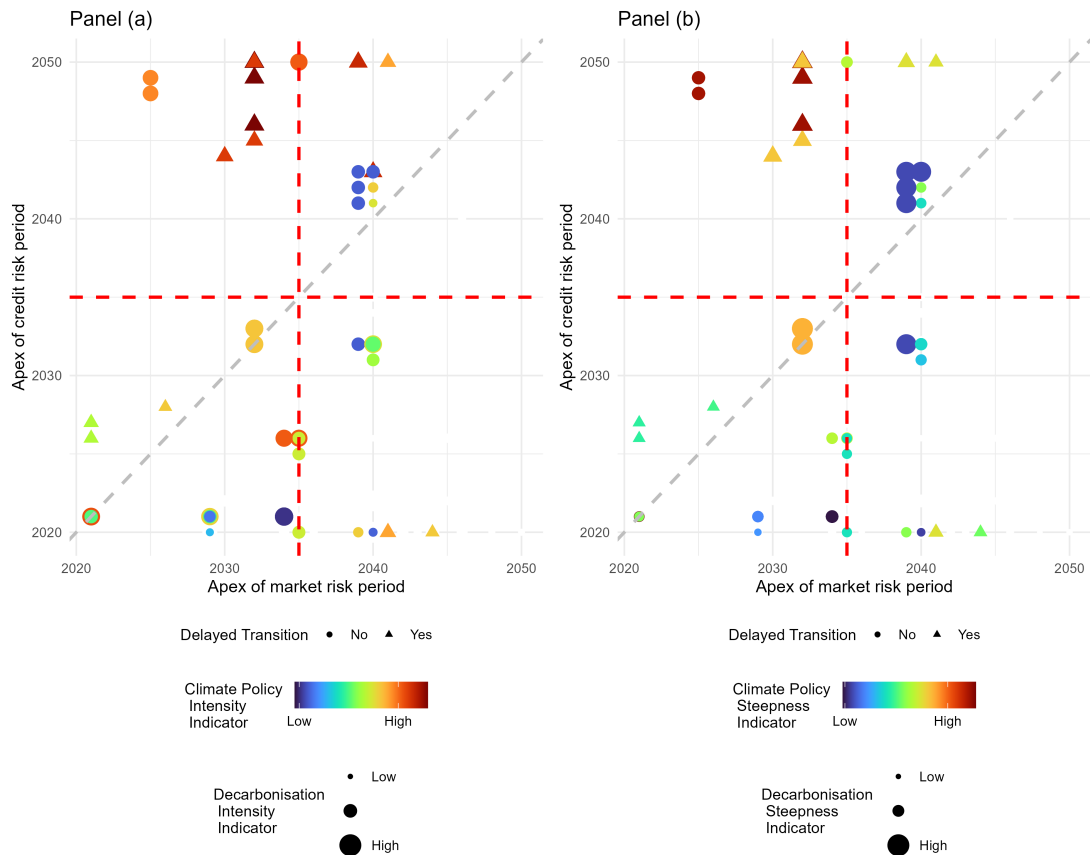 Panel (a)
Panel (b)
Apex of credit risk period
2050
2040
2030
2020
2020
2030
2040
2050
Apex of market risk period
Apex of credit risk period
2050
2040
2030
2020
2020
2030
2040
2050
Apex of market risk period
Delayed Transition
No
Yes
Climate Policy
Intensity
Indicator
Low
High
Decarbonisation
Intensity
Indicator
Low
High
Delayed Transition
No
Yes
Climate Policy
Steepness
Indicator
Low
High
Decarbonisation
Steepness
Indicator
Low
High